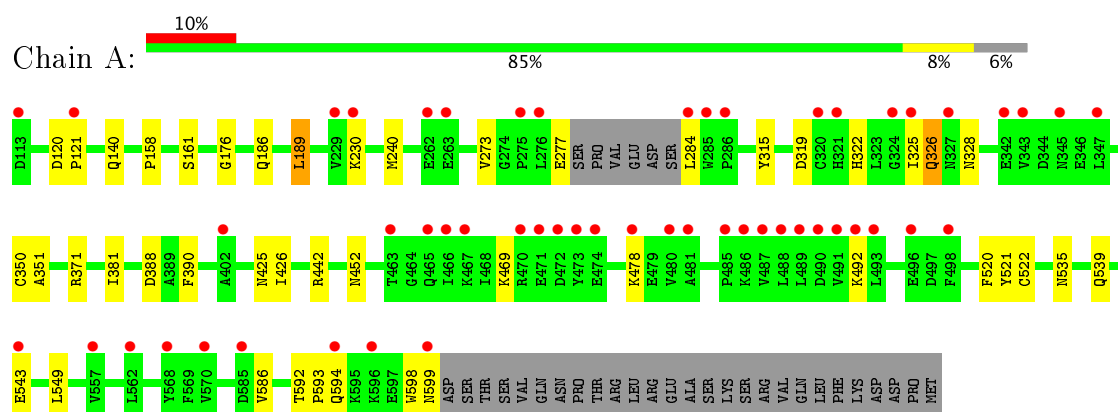 10%
Chain A:
85% 8% 6%
D113 D120 P121 Q140 P158 S161 G176 Q186 L189 V229 K230 M240 E262 E263 V273 G274 P275 L276 E277 SER PRO VAL GLU ASP SER L284 W285 P286 Y315 D319 G320 H321 H322 L323 G324 I325 Q326 N327 N328 E342 V343 D344 N345 E346 L347
C350 A351 R371 I381 D388 A389 F390 A402 N425 I426 R442 N452 T463 G464 Q465 I466 K467 I468 K469 R470 E471 D472 Y473 E474 K478 E479 V480 A481 P485 K486 V487 L488 L489 D490 V491 K492 L493 E496 D497 F498 F520 Y521 C522 N535 Q539
E543 L549 V557 L562 Y568 F569 V570 D585 V586 T592 P593 Q594 K595 K596 E597 W598 N599 ASP SER THR SER VAL GLN ASN PRO THR ARG LEU ARG GLU ALA SER LYS SER ARG VAL GLN LEU PHE LYS ASP ASP PRO MET